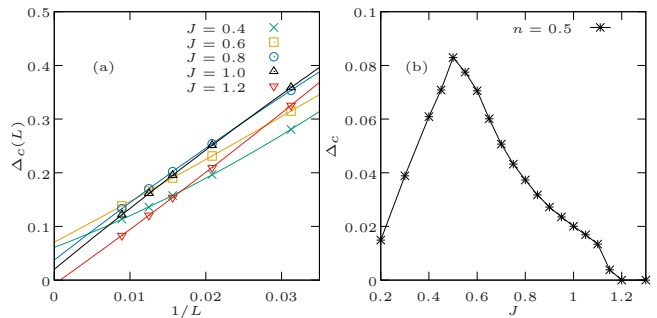 0.5
0.4
0.3
0.2
0.1
0
Δc(L)
(a)
J = 0.4
J = 0.6
J = 0.8
J = 1.0
J = 1.2
0 0.01 0.02 0.03
1/L
0.1
0.08
0.06
0.04
0.02
0
Δc
(b)
n = 0.5
0.2 0.4 0.6 0.8 1 1.2
J